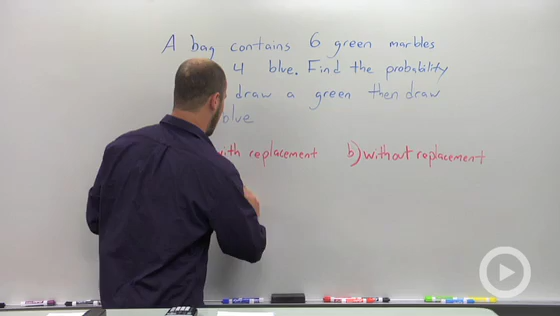 A bag contains 6 green marbles
4 blue. Find the probability
draw a green then draw
blue
with replacement b) without replacement